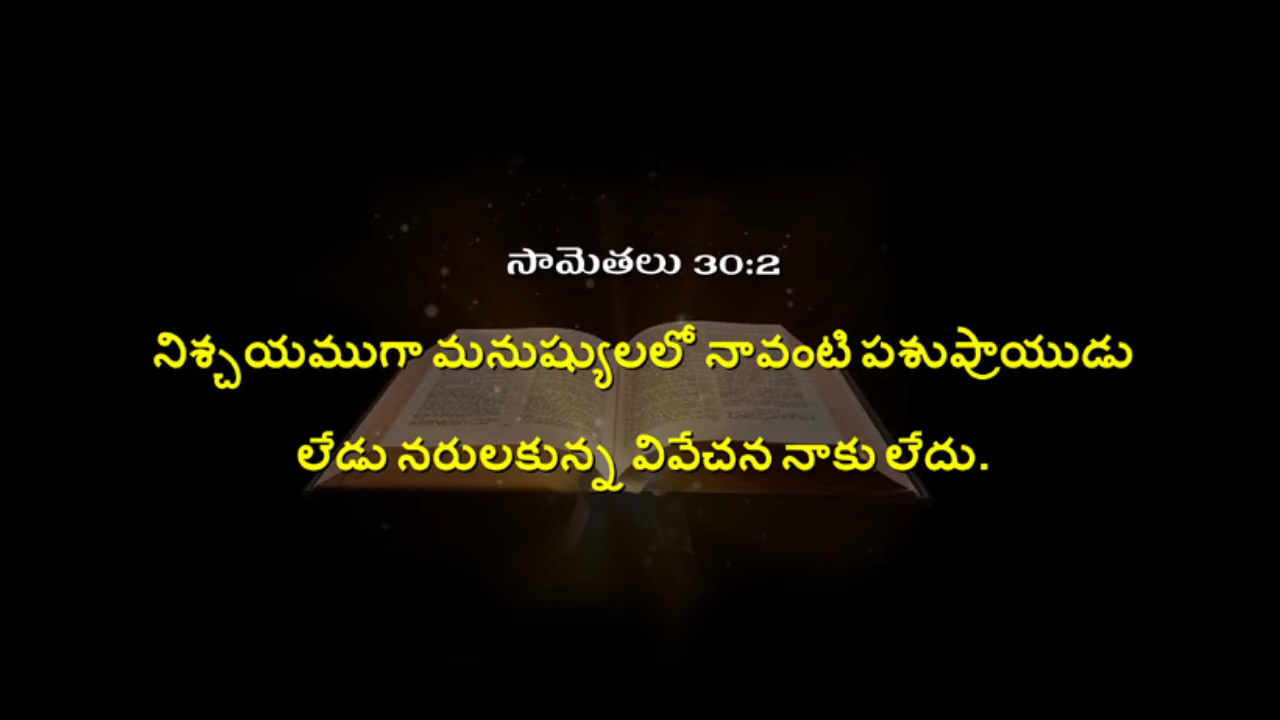 సామెతలు 30:2
నిశ్చయముగా మనుష్యులలో నావంటి పశుప్రాయుడు
లేడు నరులకున్న వివేచన నాకు లేదు.